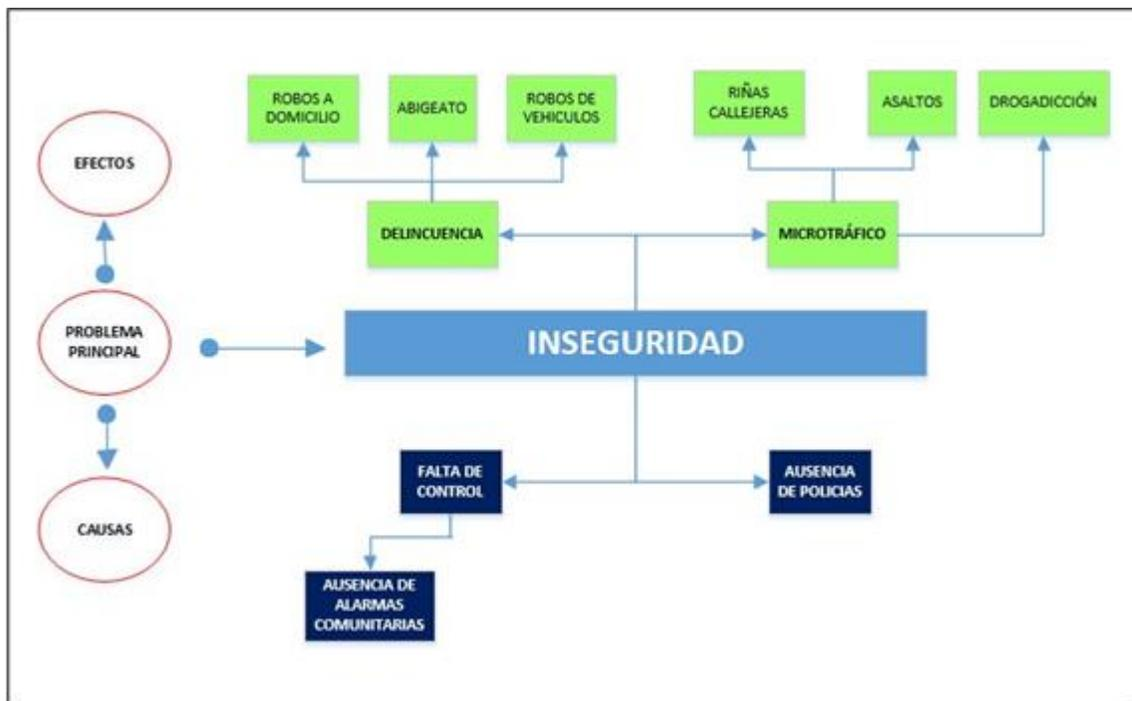 ROBOS A
DOMICILIO
ABIGEATO
ROBOS DE
VEHICULOS
RIÑAS
CALLEJERAS
ASALTOS
DROGADICCIÓN
EFECTOS
DELINCUENCIA
MICROTRÁFICO
PROBLEMA
PRINCIPAL
INSEGURIDAD
FALTA DE
CONTROL
AUSENCIA
DE POLICIAS
CAUSAS
AUSENCIA DE
ALARMAS
COMUNITARIAS